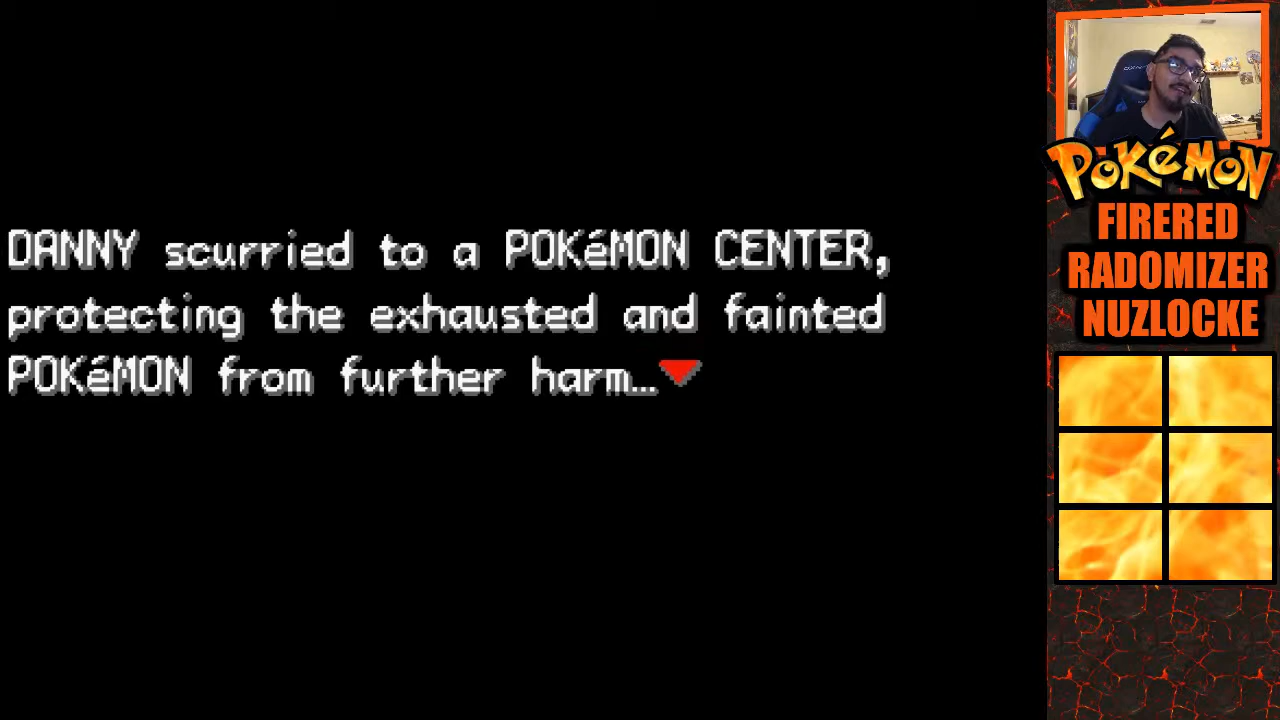 DANNY scurried to a POKéMON CENTER,
protecting the exhausted and fainted
POKéMON from further harm…
POKéMON
FIRERED
RADOMIZER
NUZLOCKE